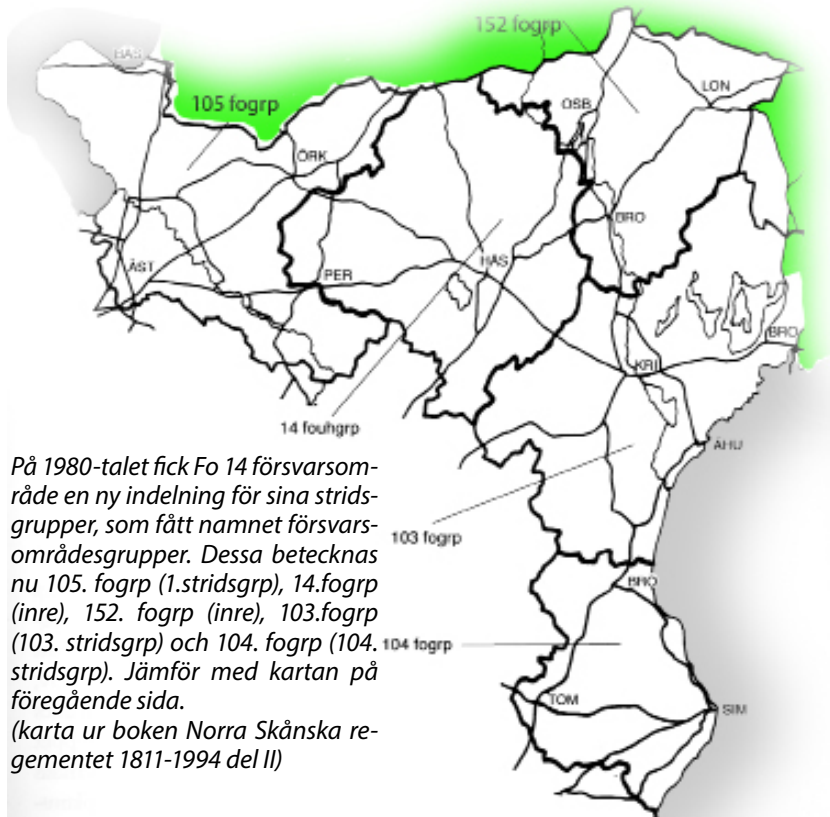 152 fogrp
BÅS
LON
105 fogrp
OSB
ÖRK
BRO
HÄS
ÄST
PER
BRO
KRI
14 fouhgrp
ÅHU
På 1980-talet fick Fo 14 försvarsom-
råde en ny indelning för sina strids-
grupper, som fått namnet försvars-
områdesgrupper. Dessa betecknas
nu 105. fogrp (1.stridsgrp), 14.fogrp
(inre), 152. fogrp (inre), 103.fogrp
(103. stridsgrp) och 104. fogrp (104.
stridsgrp). Jämför med kartan på
föregående sida.
(karta ur boken Norra Skånska re-
gementet 1811-1994 del II)
103 fogrp
BRO
104 fogrp
TOM
SIM